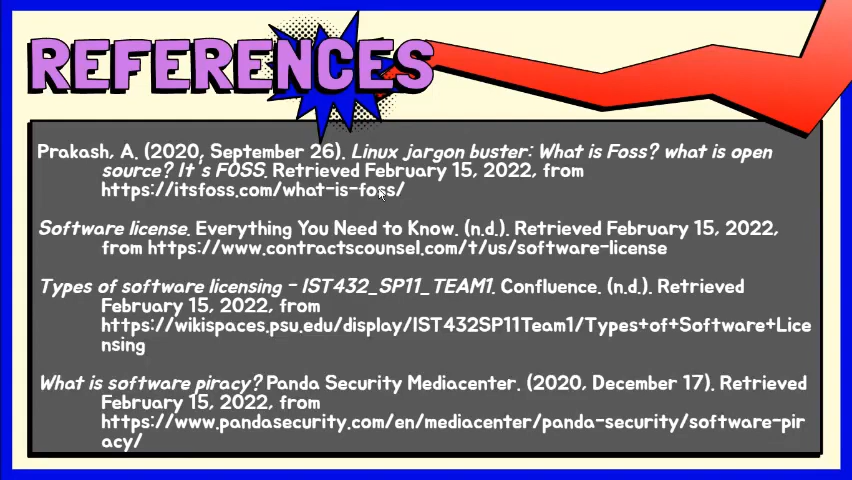 REFERENCES
Prakash, A. (2020, September 26). Linux jargon buster: What is Foss? what is open
source? It's FOSS. Retrieved February 15, 2022, from
https://itsfoss.com/what-is-foss/
Software license. Everything You Need to Know. (n.d.). Retrieved February 15, 2022,
from https://www.contractscounsel.com/t/us/software-license
Types of software licensing - IST432_SP11_TEAM1. Confluence. (n.d.). Retrieved
February 15, 2022, from
https://wikispaces.psu.edu/display/IST432SP11Team1/Types+of+Software+Lice
nsing
What is software piracy? Panda Security Mediacenter. (2020, December 17). Retrieved
February 15, 2022, from
https://www.pandasecurity.com/en/mediacenter/panda-security/software-pir
acy/